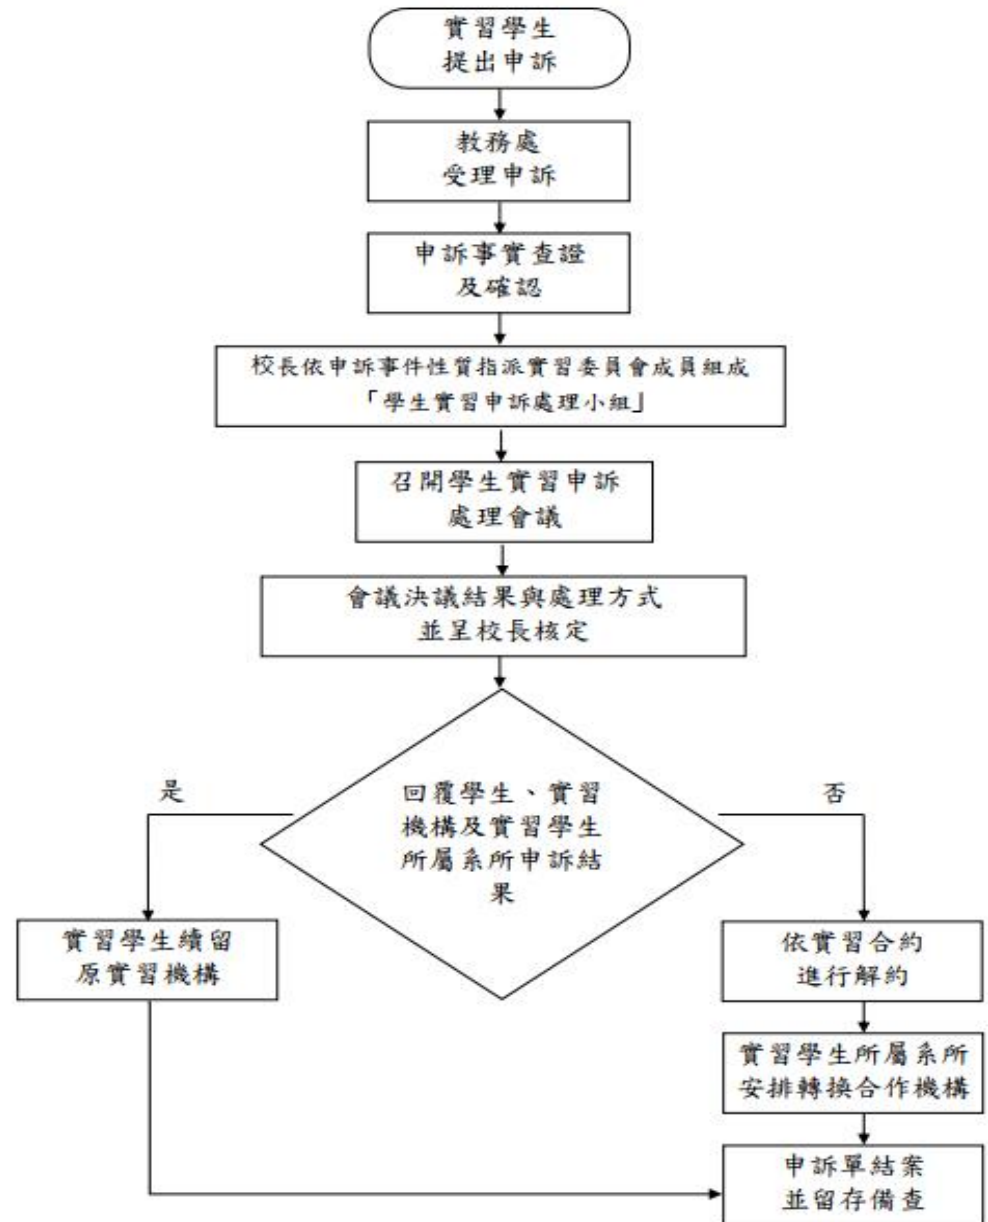 實習學生
提出申訴
教務處
受理申訴
申訴事實查證
及確認
校長依申訴事件性質指派實習委員會成員組成
「學生實習申訴處理小組」
召開學生實習申訴
處理會議
會議決議結果與處理方式
並呈校長核定
是
否
回覆學生、實習
機構及實習學生
所屬系所申訴結
果
實習學生續留
原實習機構
依實習合約
進行解約
實習學生所屬系所
安排轉換合作機構
申訴單結案
並留存備查